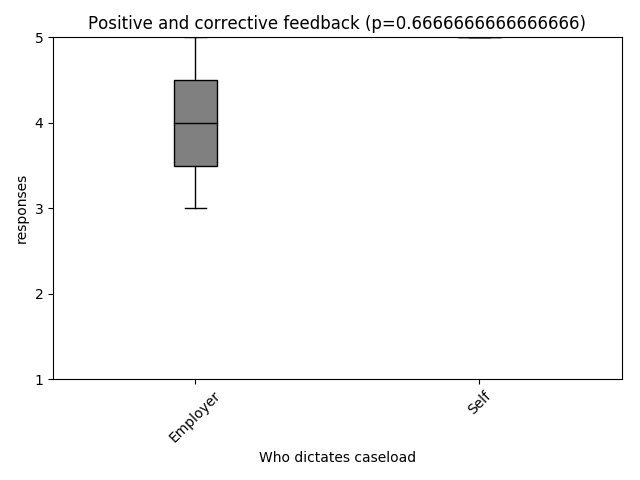 Positive and corrective feedback (p=0.6666666666666666)
5
4
3
2
1
responses
Employer
Self
Who dictates caseload